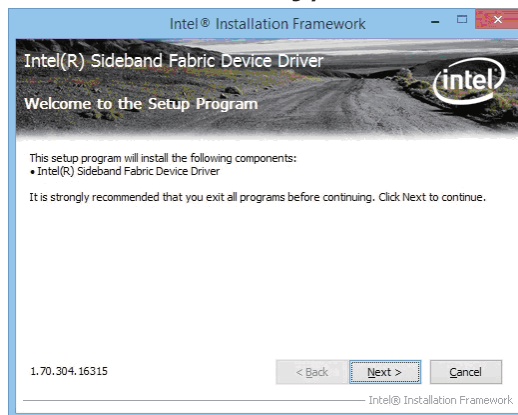 Intel® Installation Framework
Intel(R) Sideband Fabric Device Driver
intel
Welcome to the Setup Program
This setup program will install the following components:
• Intel(R) Sideband Fabric Device Driver
It is strongly recommended that you exit all programs before continuing. Click Next to continue.
1.70.304.16315
< Back
Next >
Cancel
Intel® Installation Framework